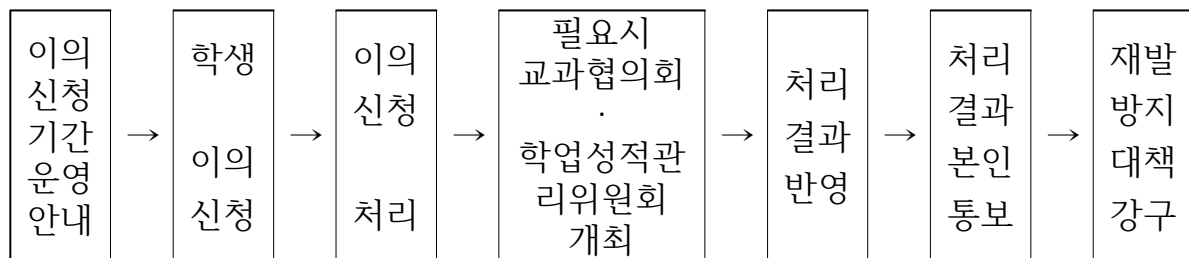 이의
신청
기간
운영
안내
→
학생
이의
신청
→
이의
신청
처리
→
필요시
교과협의회
·
학업성적관
리위원회
개최
→
처리
결과
반영
→
처리
결과
본인
통보
→
재발
방지
대책
강구